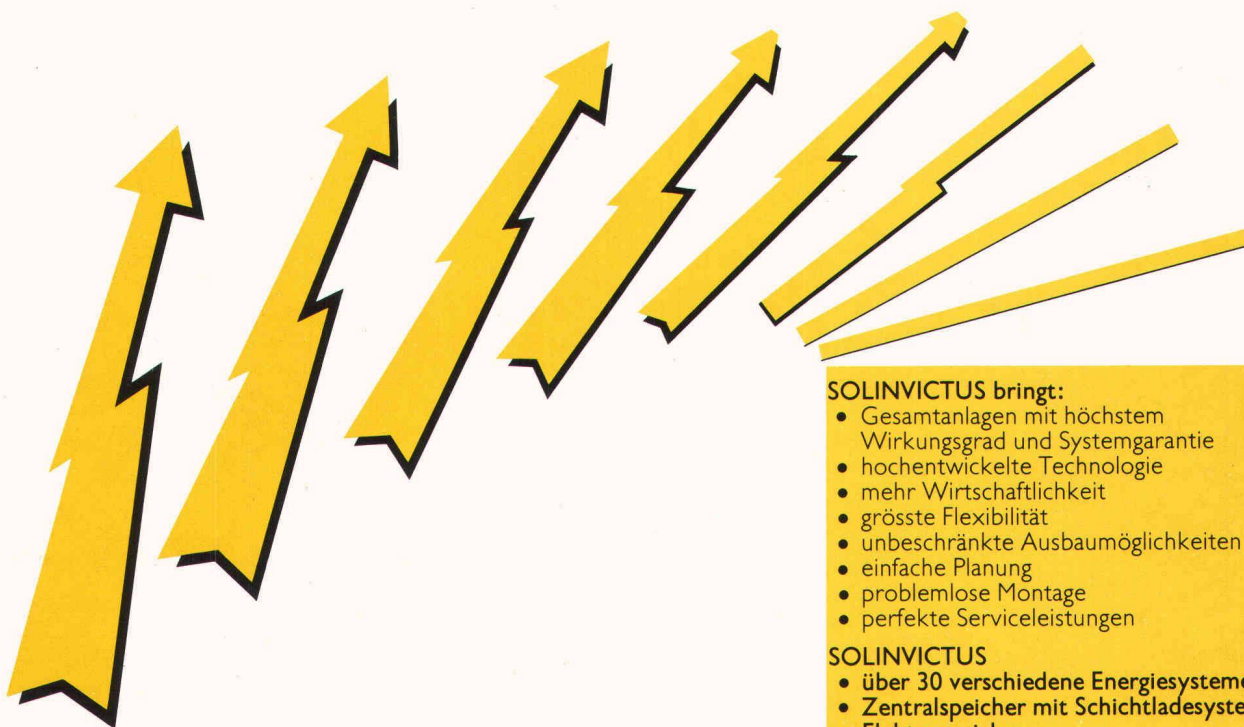 SOLINVICTUS bringt:
• Gesamtanlagen mit höchstem
Wirkungsgrad und Systemgarantie
• hochentwickelte Technologie
• mehr Wirtschaftlichkeit
• grösste Flexibilität
• unbeschränkte Ausbaumöglichkeiten
• einfache Planung
• problemlose Montage
• perfekte Serviceleistungen
SOLINVICTUS
• über 30 verschiedene Energiesysteme
• Zentralspeicher mit